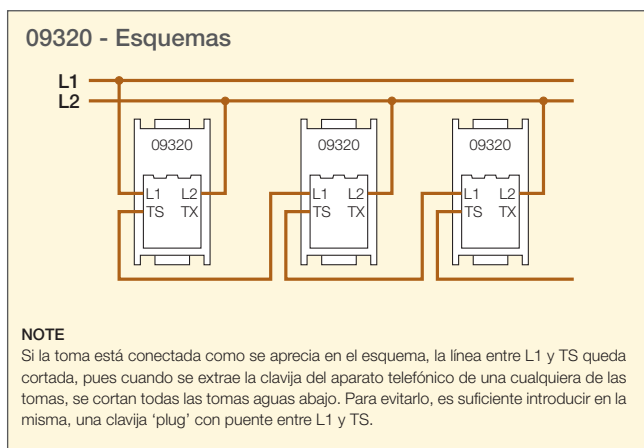 09320 - Esquemas
L1
L2
09320 09320 09320
L1 L2 L1 L2 L1 L2
TS TX TS TX TS TX
NOTE
Si la toma está conectada como se aprecia en el esquema, la línea entre L1 y TS queda
cortada, pues cuando se extrae la clavija del aparato telefónico de una cualquiera de las
tomas, se cortan todas las tomas aguas abajo. Para evitarlo, es suficiente introducir en la
misma, una clavija ‘plug’ con puente entre L1 y TS.